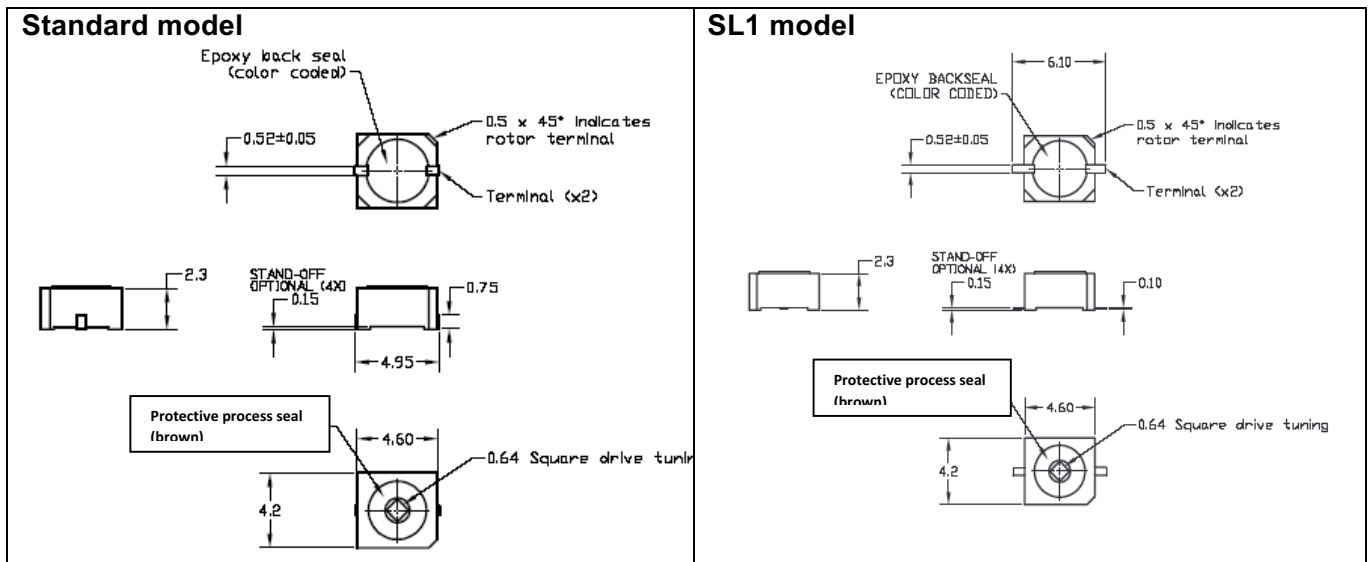 Standard model
Epoxy back seal
(color coded)
0.5 x 45° Indicates
rotor terminal
0.52±0.05
Terminal (x2)
2.3
STAND-OFF
OPTIONAL (4X)
0.15
0.75
4.95
Protective process seal
(brown)
4.60
0.64 Square drive tunin
4.2
SL1 model
6.10
EPOXY BACKSEAL
(COLOR CODED)
0.5 x 45° Indicates
rotor terminal
0.52±0.05
Terminal (x2)
2.3
STAND-OFF
OPTIONAL (4X)
0.15
0.10
Protective process seal
(brown)
4.60
0.64 Square drive tuning
4.2